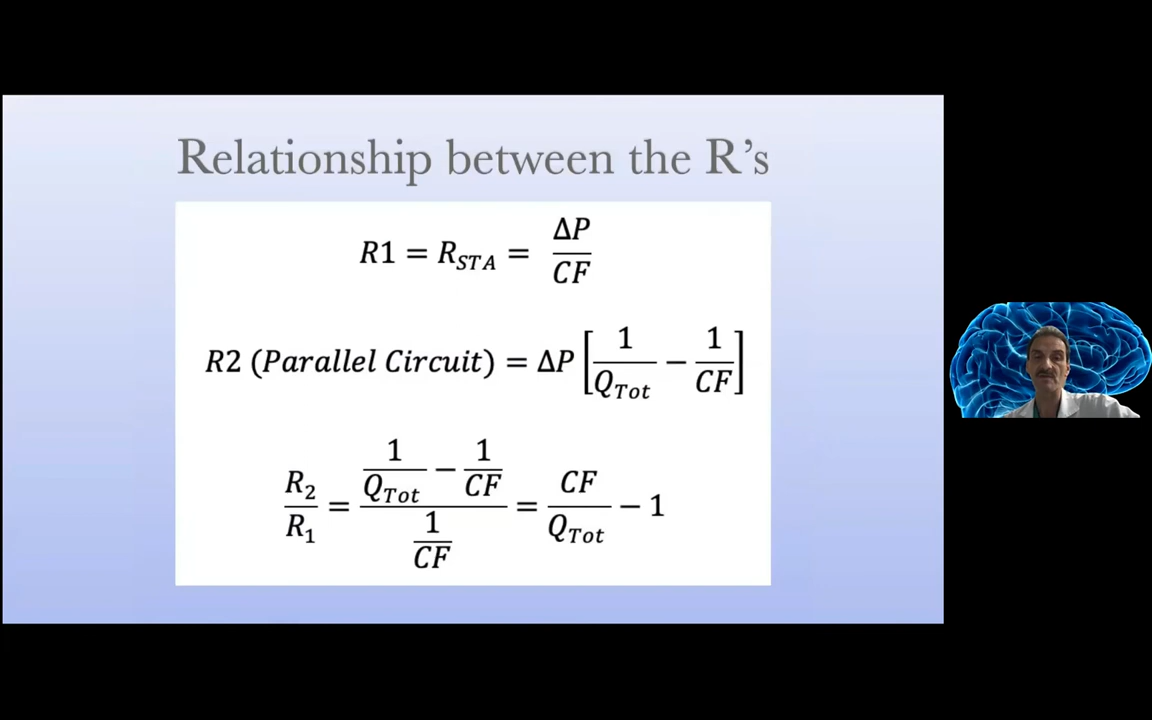 Relationship between the R's
R1 = R_STA = ΔP/CF
R2 (Parallel Circuit) = ΔP [1/Q_Tot − 1/CF]
R_2/R_1 = (1/Q_Tot − 1/CF)/(1/CF) = CF/Q_Tot − 1